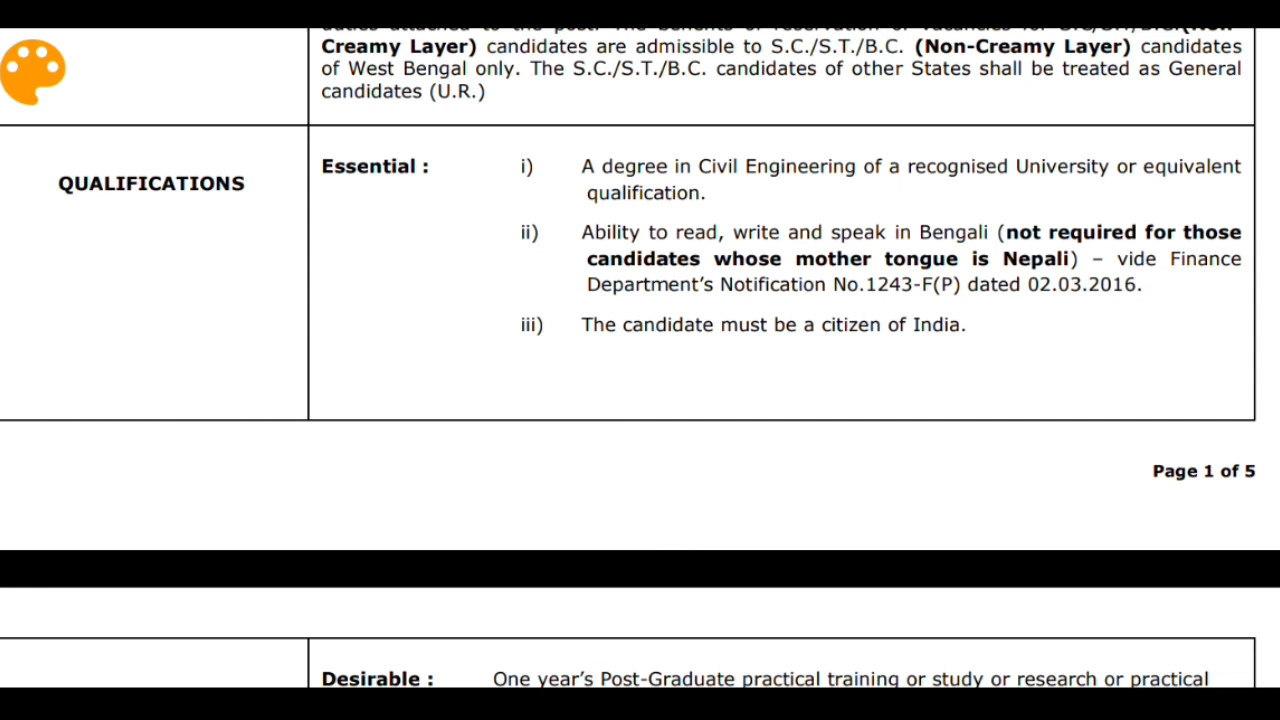 Creamy Layer) candidates are admissible to S.C./S.T./B.C. (Non-Creamy Layer) candidates
of West Bengal only. The S.C./S.T./B.C. candidates of other States shall be treated as General
candidates (U.R.)
QUALIFICATIONS
Essential :
i) A degree in Civil Engineering of a recognised University or equivalent
qualification.
ii) Ability to read, write and speak in Bengali (not required for those
candidates whose mother tongue is Nepali) – vide Finance
Department’s Notification No.1243-F(P) dated 02.03.2016.
iii) The candidate must be a citizen of India.
Page 1 of 5
Desirable : One year’s Post-Graduate practical training or study or research or practical